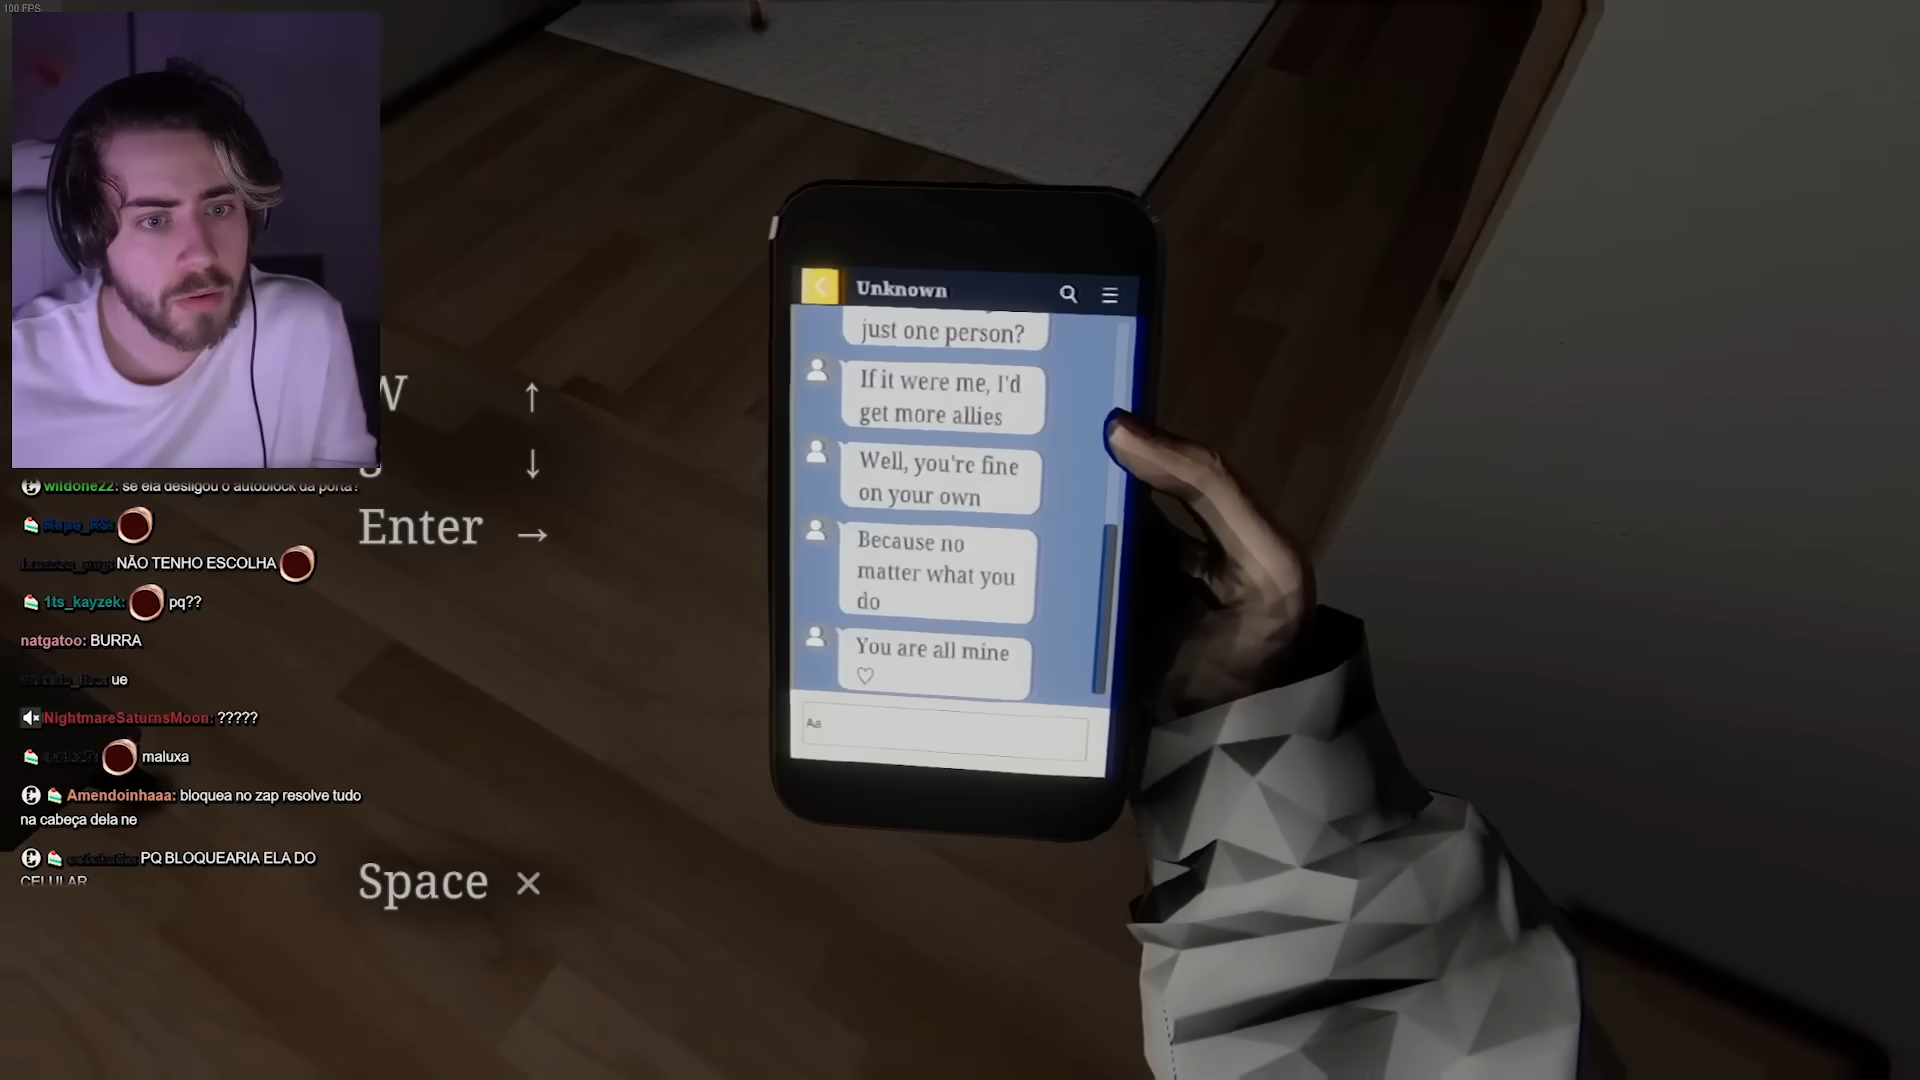 100 FPS
Unknown
just one person?
If it were me, I'd
get more allies
Well, you're fine
on your own
Because no
matter what you
do
You are all mine
♡
Aa
W ↑
↓
Enter →
Space ×
wildone22: se ela desligou o autoblock da porta?
Rupe_RS:
NÃO TENHO ESCOLHA
1ts_kayzek: pq??
natgatoo: BURRA
ue
NightmareSaturnsMoon: ?????
maluxa
Amendoinhaaa: bloquea no zap resolve tudo
na cabeça dela ne
PQ BLOQUEARIA ELA DO
CELULAR